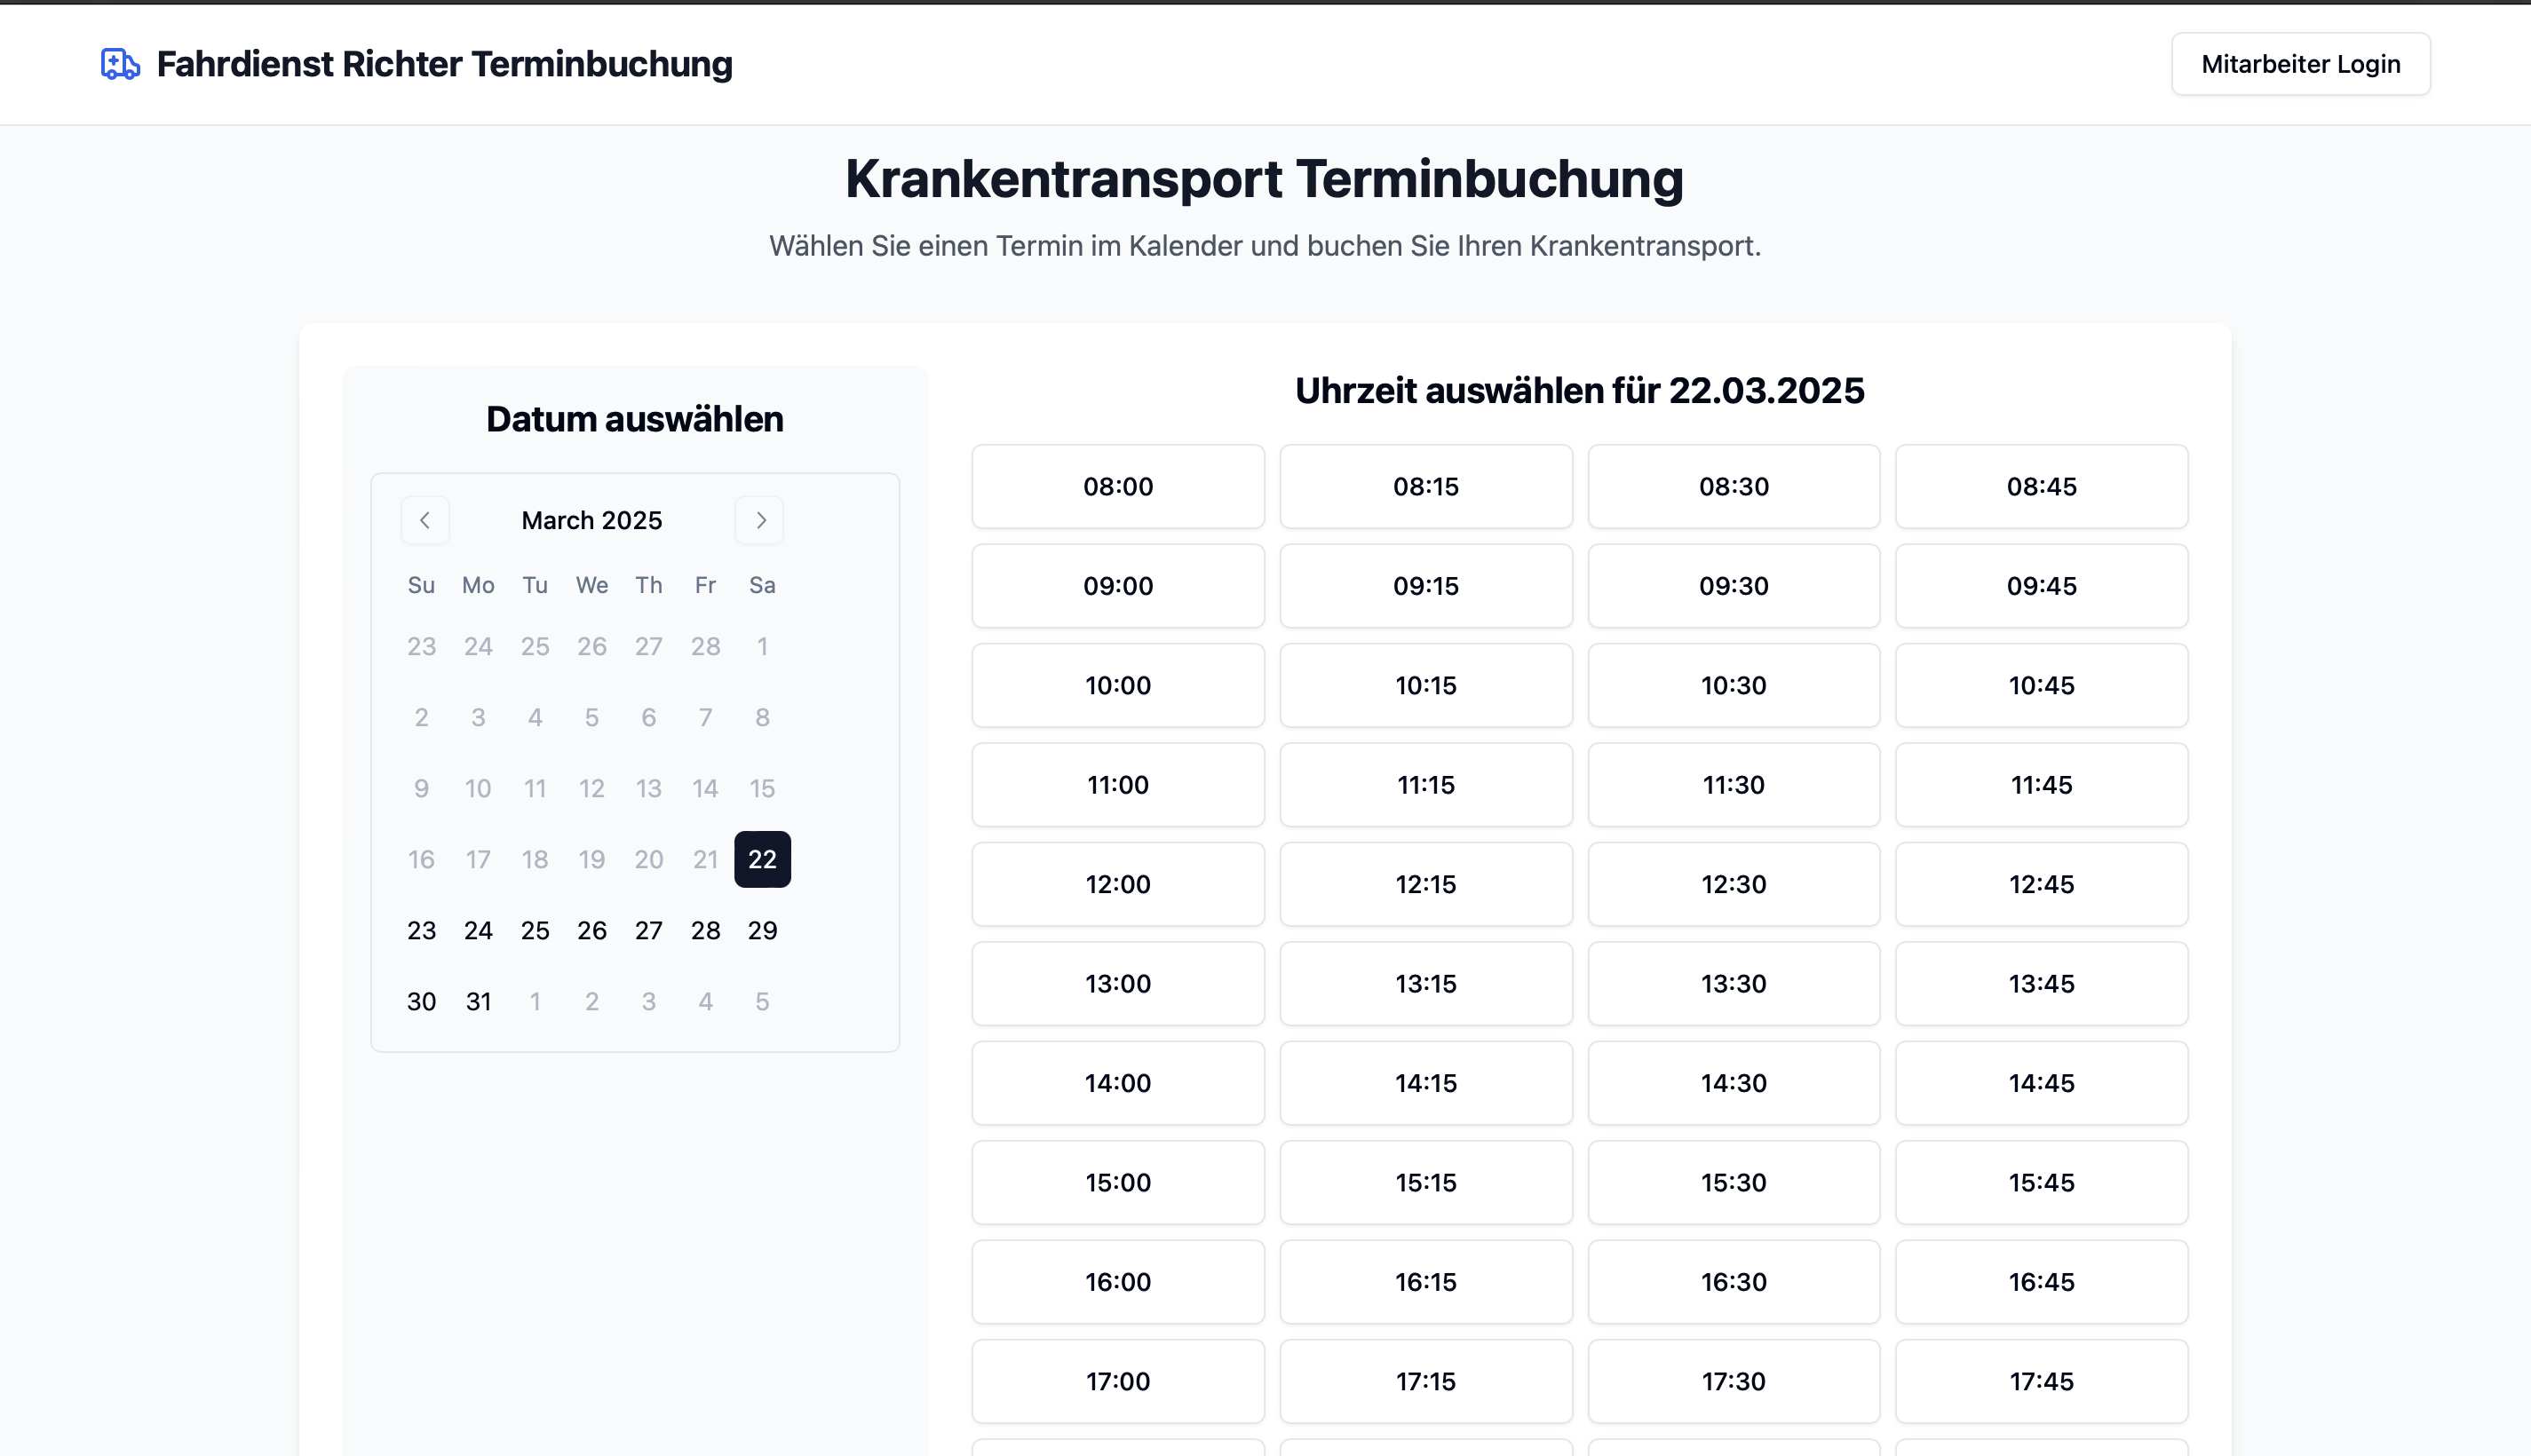 Fahrdienst Richter Terminbuchung
Mitarbeiter Login
Krankentransport Terminbuchung
Wählen Sie einen Termin im Kalender und buchen Sie Ihren Krankentransport.
Datum auswählen
March 2025
Su Mo Tu We Th Fr Sa
23 24 25 26 27 28 1
2 3 4 5 6 7 8
9 10 11 12 13 14 15
16 17 18 19 20 21 22
23 24 25 26 27 28 29
30 31 1 2 3 4 5
Uhrzeit auswählen für 22.03.2025
08:00 08:15 08:30 08:45
09:00 09:15 09:30 09:45
10:00 10:15 10:30 10:45
11:00 11:15 11:30 11:45
12:00 12:15 12:30 12:45
13:00 13:15 13:30 13:45
14:00 14:15 14:30 14:45
15:00 15:15 15:30 15:45
16:00 16:15 16:30 16:45
17:00 17:15 17:30 17:45